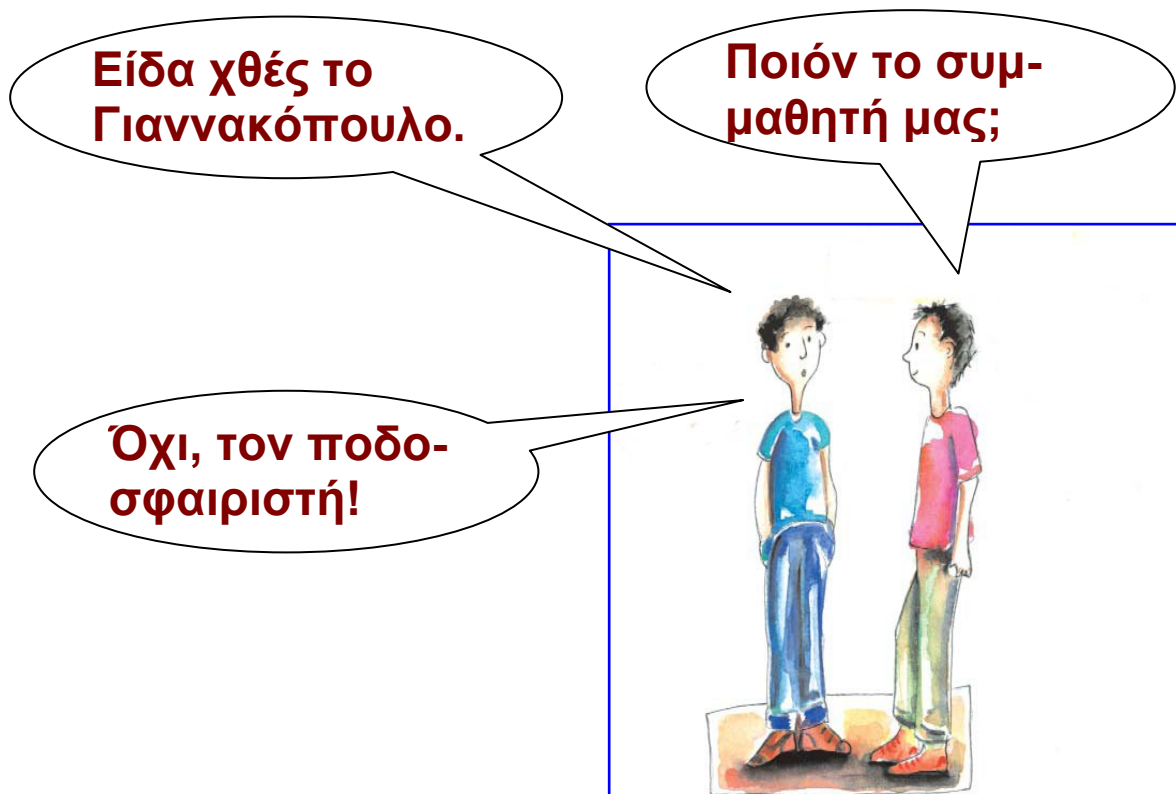 Είδα χθές το
Γιαννακόπουλο.
Ποιόν το συμ-
μαθητή μας;
Όχι, τον ποδο-
σφαιριστή!